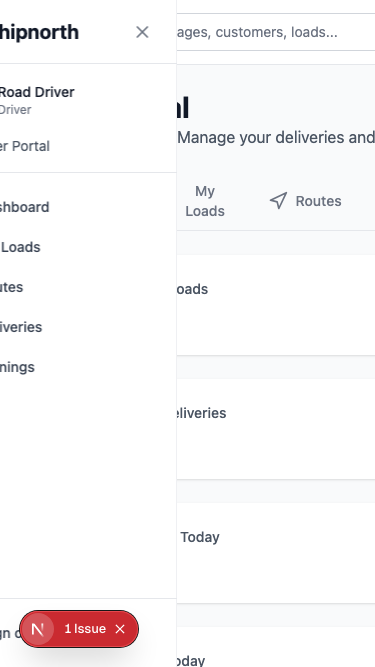 hipnorth
ages, customers, loads...
Road Driver
Driver
al
er Portal
Manage your deliveries and
My
Loads
Routes
shboard
Loads
utes
oads
iveries
nings
eliveries
Today
gn o
N
1 Issue
oday